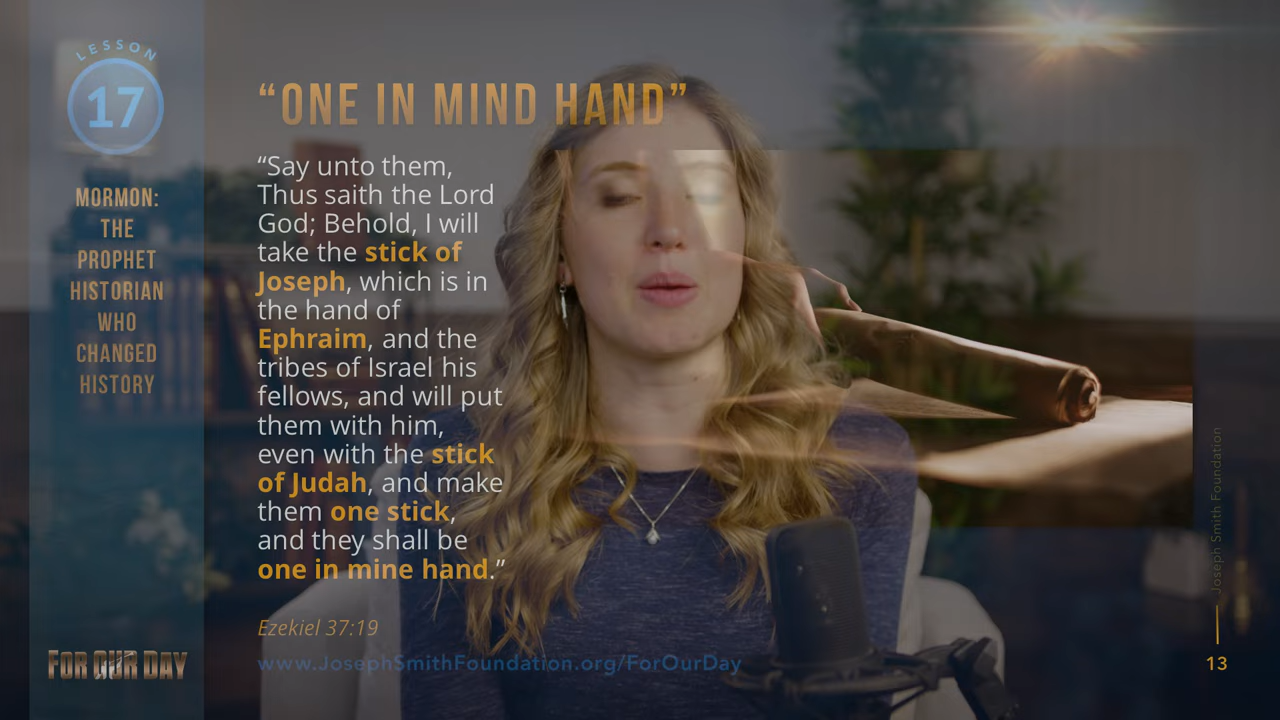 LESSON
17
MORMON:
THE
PROPHET
HISTORIAN
WHO
CHANGED
HISTORY
FOR OUR DAY
“ONE IN MIND HAND”
“Say unto them,
Thus saith the Lord
God; Behold, I will
take the stick of
Joseph, which is in
the hand of
Ephraim, and the
tribes of Israel his
fellows, and will put
them with him,
even with the stick
of Judah, and make
them one stick,
and they shall be
one in mine hand.”
Ezekiel 37:19
www.JosephSmithFoundation.org/ForOurDay
Joseph Smith Foundation
13